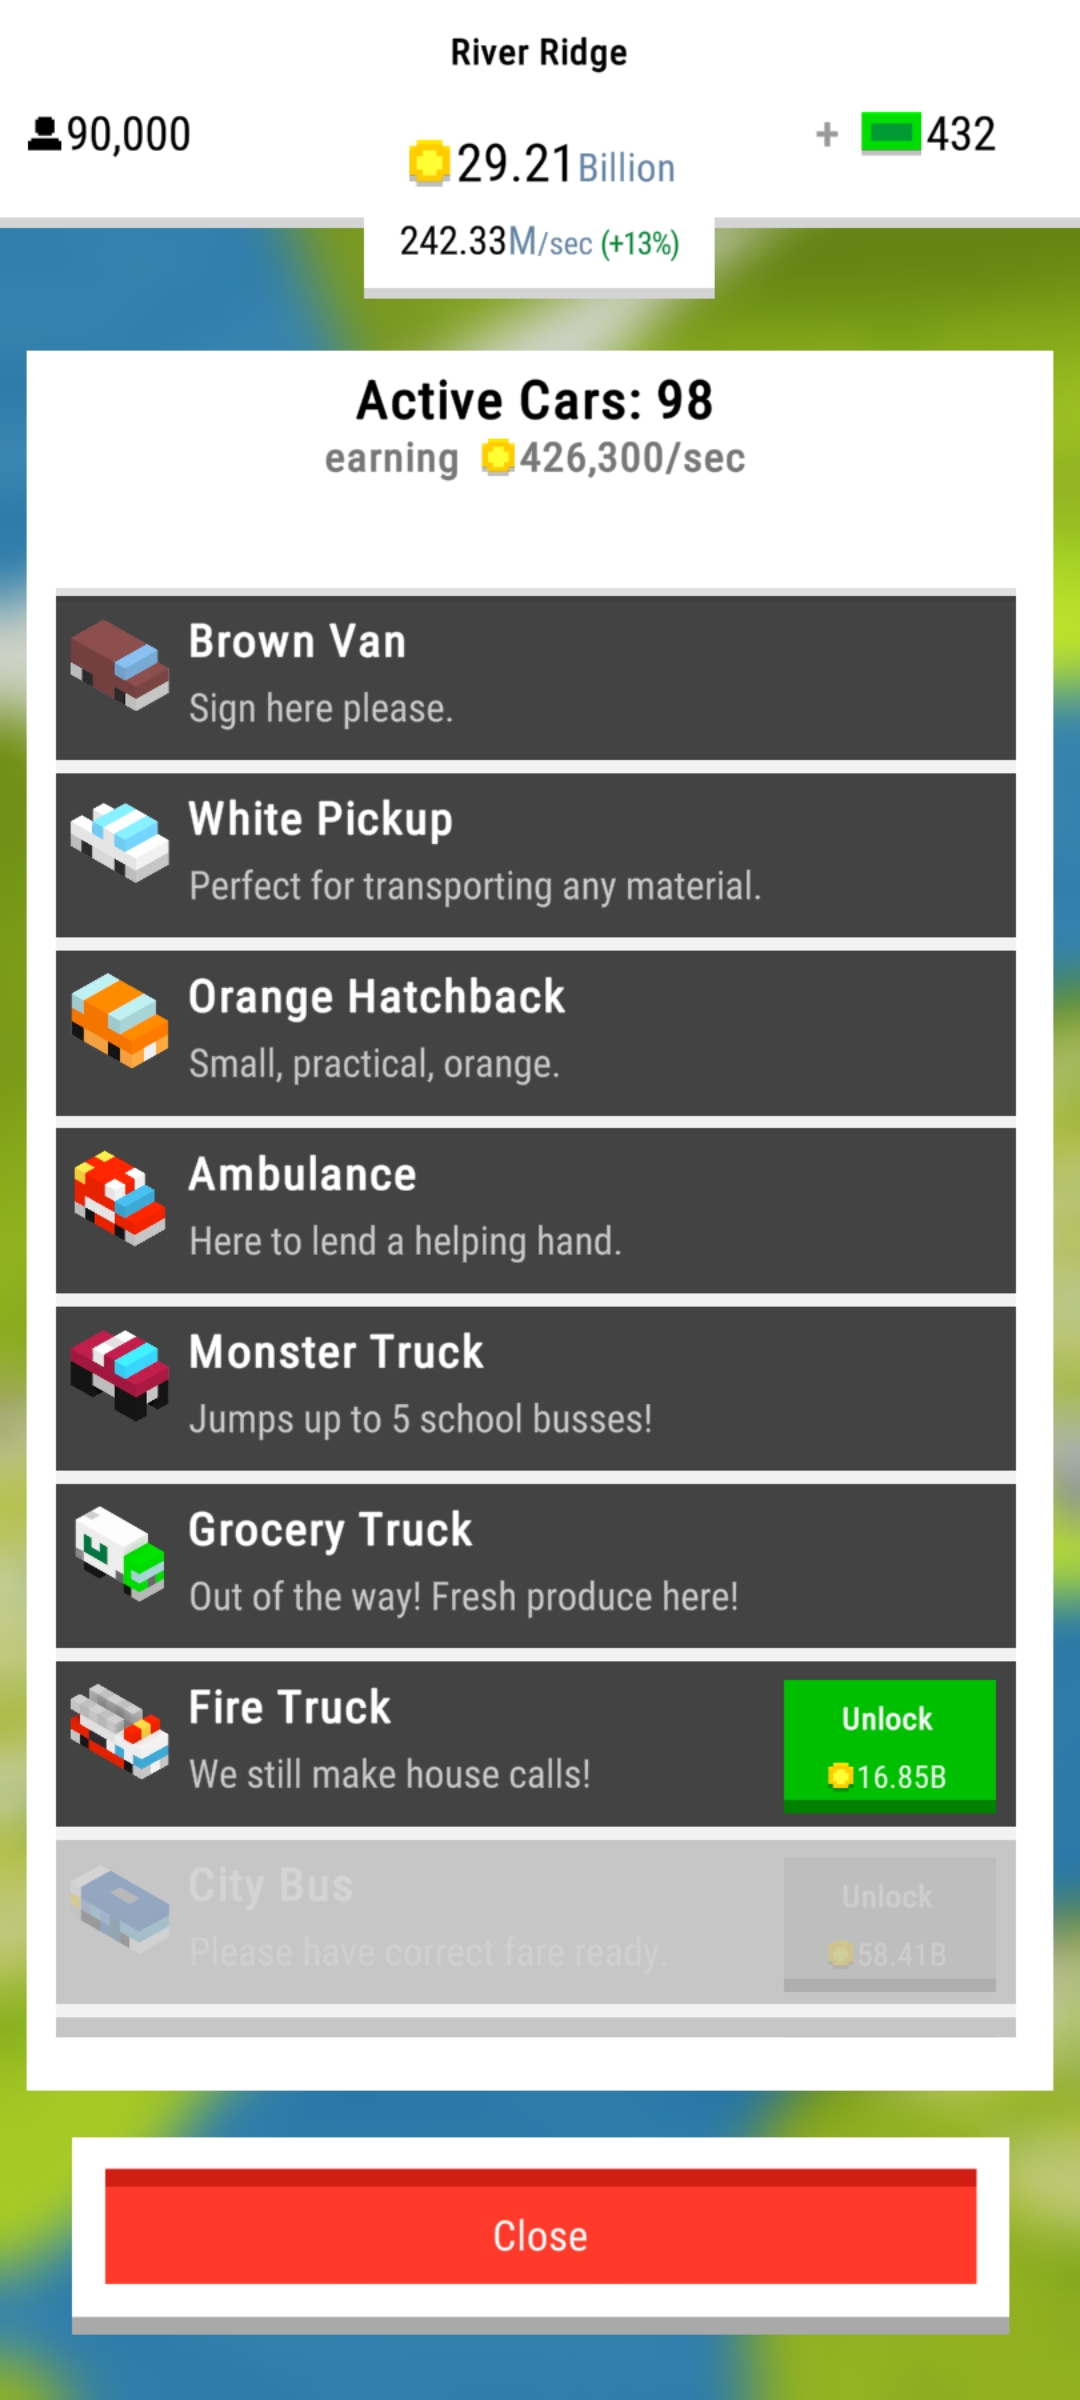 River Ridge
90,000
29.21 Billion
+ 432
242.33M/sec (+13%)
Active Cars: 98
earning 426,300/sec
Brown Van
Sign here please.
White Pickup
Perfect for transporting any material.
Orange Hatchback
Small, practical, orange.
Ambulance
Here to lend a helping hand.
Monster Truck
Jumps up to 5 school busses!
Grocery Truck
Out of the way! Fresh produce here!
Fire Truck
We still make house calls!
Unlock
16.85B
City Bus
Please have correct fare ready.
Unlock
58.41B
Close